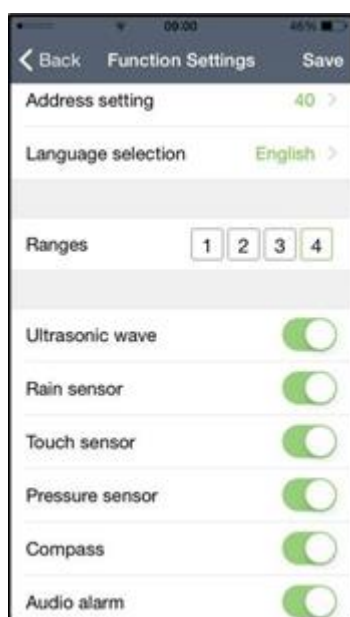 09:00 46%
Back Function Settings Save
Address setting 40
Language selection English
Ranges 1 2 3 4
Ultrasonic wave
Rain sensor
Touch sensor
Pressure sensor
Compass
Audio alarm